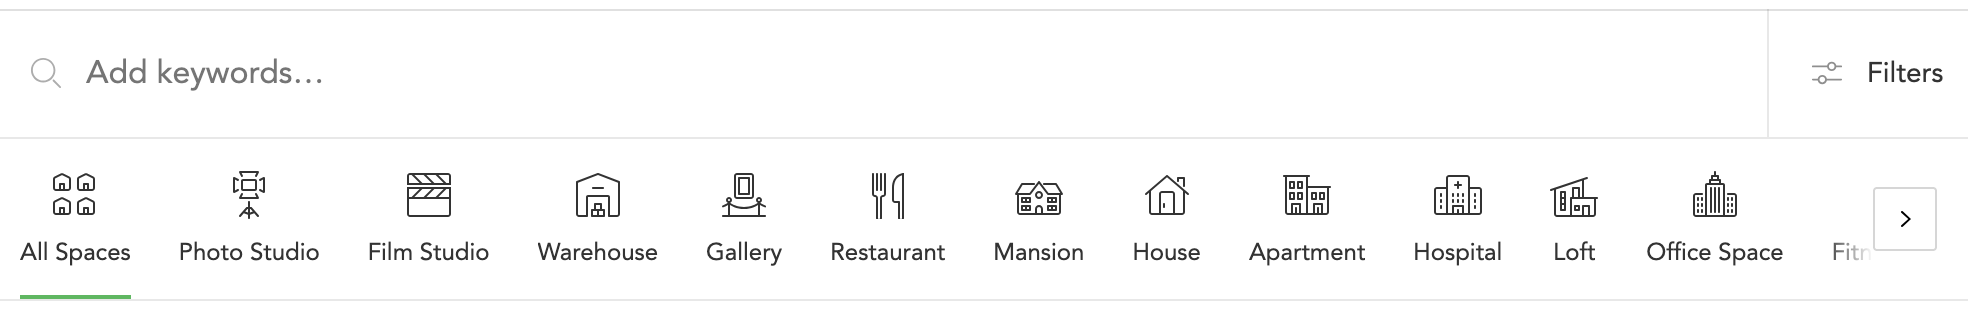 Add keywords...
Filters
All Spaces
Photo Studio
Film Studio
Warehouse
Gallery
Restaurant
Mansion
House
Apartment
Hospital
Loft
Office Space